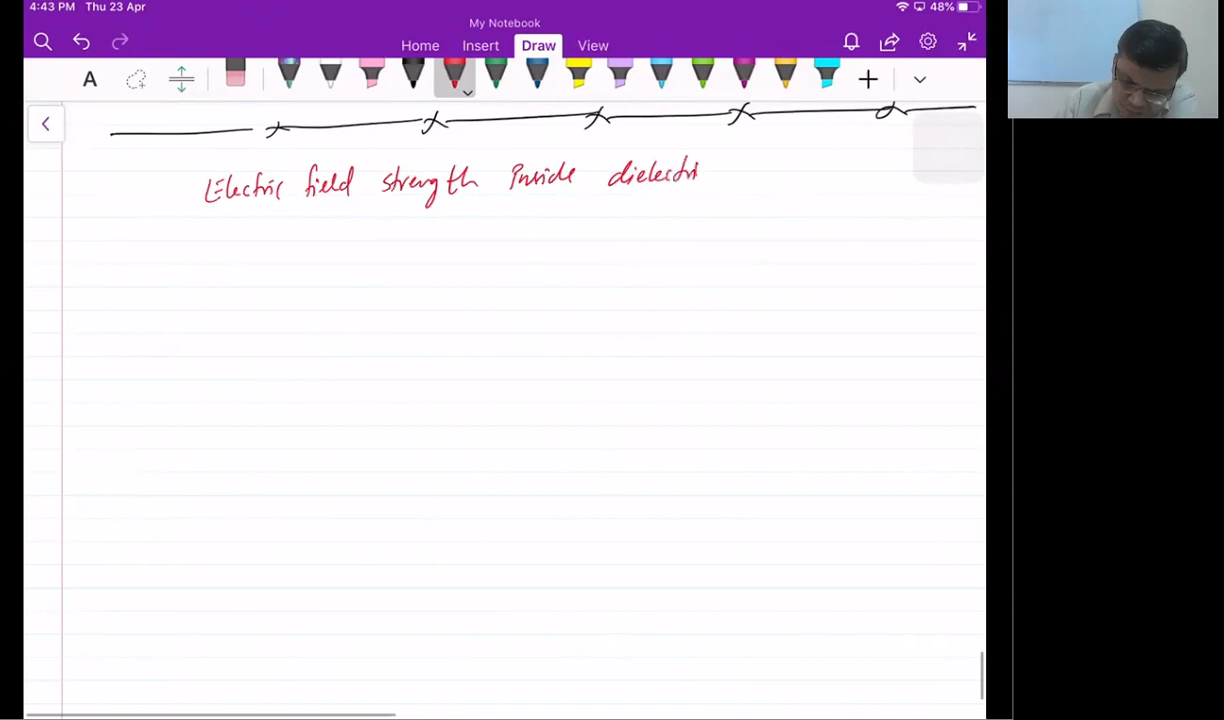 4:43 PM Thu 23 Apr
48%
My Notebook
Home Insert Draw View
A
Electric field strength inside dielectri